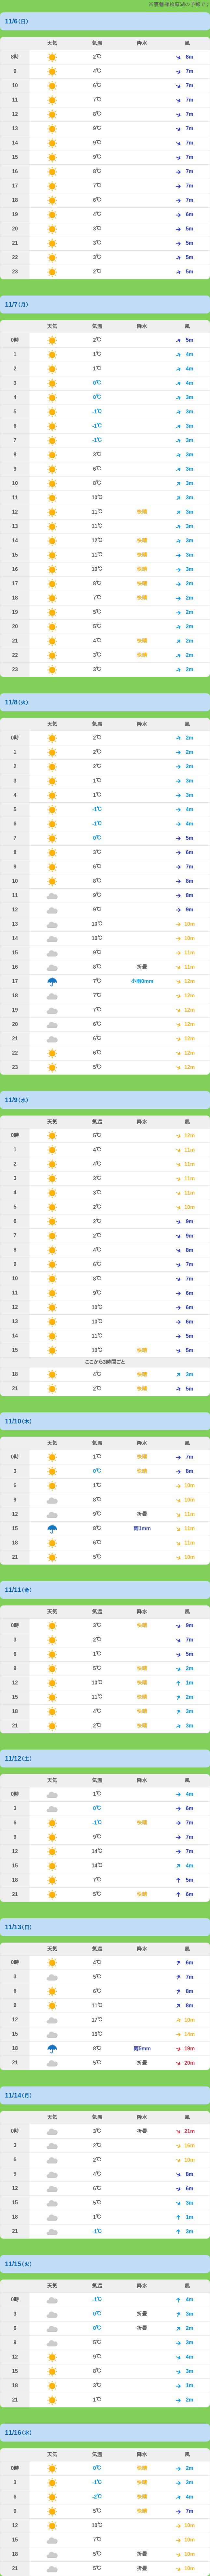 11/6(日)
天気 気温 降水 風
8時 2℃ 8m
9 4℃ 7m
10 6℃ 7m
11 7℃ 7m
12 8℃ 7m
13 9℃ 7m
14 9℃ 7m
15 9℃ 7m
16 8℃ 7m
17 7℃ 7m
18 6℃ 7m
19 4℃ 6m
20 3℃ 5m
21 3℃ 5m
22 3℃ 5m
23 2℃ 5m
11/7(月)
天気 気温 降水 風
0時 2℃ 5m
1 1℃ 4m
2 1℃ 4m
3 0℃ 4m
4 0℃ 3m
5 -1℃ 3m
6 -1℃ 3m
7 -1℃ 3m
8 3℃ 3m
9 6℃ 3m
10 8℃ 3m
11 10℃ 3m
12 11℃ 快晴 3m
13 11℃ 3m
14 12℃ 快晴 3m
15 11℃ 快晴 3m
16 10℃ 快晴 3m
17 8℃ 快晴 2m
18 7℃ 快晴 2m
19 5℃ 2m
20 5℃ 2m
21 4℃ 快晴 2m
22 3℃ 快晴 2m
23 3℃ 2m
11/8(火)
天気 気温 降水 風
0時 2℃ 2m
1 2℃ 2m
2 2℃ 2m
3 1℃ 3m
4 1℃ 3m
5 -1℃ 4m
6 -1℃ 4m
7 0℃ 5m
8 3℃ 6m
9 6℃ 7m
10 8℃ 8m
11 9℃ 8m
12 9℃ 9m
13 10℃ 10m
14 10℃ 10m
15 9℃ 11m
16 8℃ 折曇 11m
17 7℃ 小雨0mm 12m
18 7℃ 12m
19 7℃ 12m
20 6℃ 12m
21 6℃ 12m
22 6℃ 12m
23 5℃ 12m
11/9(水)
天気 気温 降水 風
0時 5℃ 12m
1 4℃ 11m
2 4℃ 11m
3 3℃ 11m
4 3℃ 11m
5 2℃ 10m
6 2℃ 9m
7 2℃ 9m
8 4℃ 8m
9 6℃ 7m
10 8℃ 7m
11 9℃ 6m
12 10℃ 6m
13 10℃ 6m
14 11℃ 5m
15 10℃ 快晴 5m
ここから3時間ごと
18 4℃ 快晴 3m
21 2℃ 快晴 5m
11/10(木)
天気 気温 降水 風
0時 1℃ 快晴 7m
3 0℃ 快晴 8m
6 1℃ 10m
9 8℃ 10m
12 9℃ 折曇 11m
15 8℃ 雨1mm 11m
18 6℃ 11m
21 5℃ 10m
11/11(金)
天気 気温 降水 風
0時 3℃ 快晴 9m
3 2℃ 7m
6 1℃ 5m
9 5℃ 快晴 2m
12 10℃ 快晴 1m
15 11℃ 快晴 2m
18 4℃ 快晴 3m
21 2℃ 快晴 3m
11/12(土)
天気 気温 降水 風
0時 1℃ 4m
3 0℃ 6m
6 -1℃ 快晴 7m
9 9℃ 7m
12 14℃ 7m
15 14℃ 4m
18 7℃ 5m
21 5℃ 快晴 6m
11/13(日)
天気 気温 降水 風
0時 4℃ 6m
3 5℃ 7m
6 6℃ 8m
9 11℃ 8m
12 17℃ 10m
15 15℃ 14m
18 8℃ 雨5mm 19m
21 5℃ 折曇 20m
11/14(月)
天気 気温 降水 風
0時 3℃ 折曇 21m
3 2℃ 16m
6 2℃ 10m
9 4℃ 8m
12 6℃ 6m
15 5℃ 3m
18 1℃ 1m
21 -1℃ 3m
11/15(火)
天気 気温 降水 風
0時 -1℃ 4m
3 0℃ 折曇 3m
6 0℃ 折曇 2m
9 5℃ 3m
12 9℃ 4m
15 8℃ 3m
18 3℃ 1m
21 1℃ 2m
11/16(水)
天気 気温 降水 風
0時 0℃ 快晴 2m
3 -1℃ 快晴 3m
6 -2℃ 快晴 4m
9 5℃ 快晴 7m
12 10℃ 10m
15 7℃ 10m
18 5℃ 折曇 10m
21 5℃ 折曇 10m